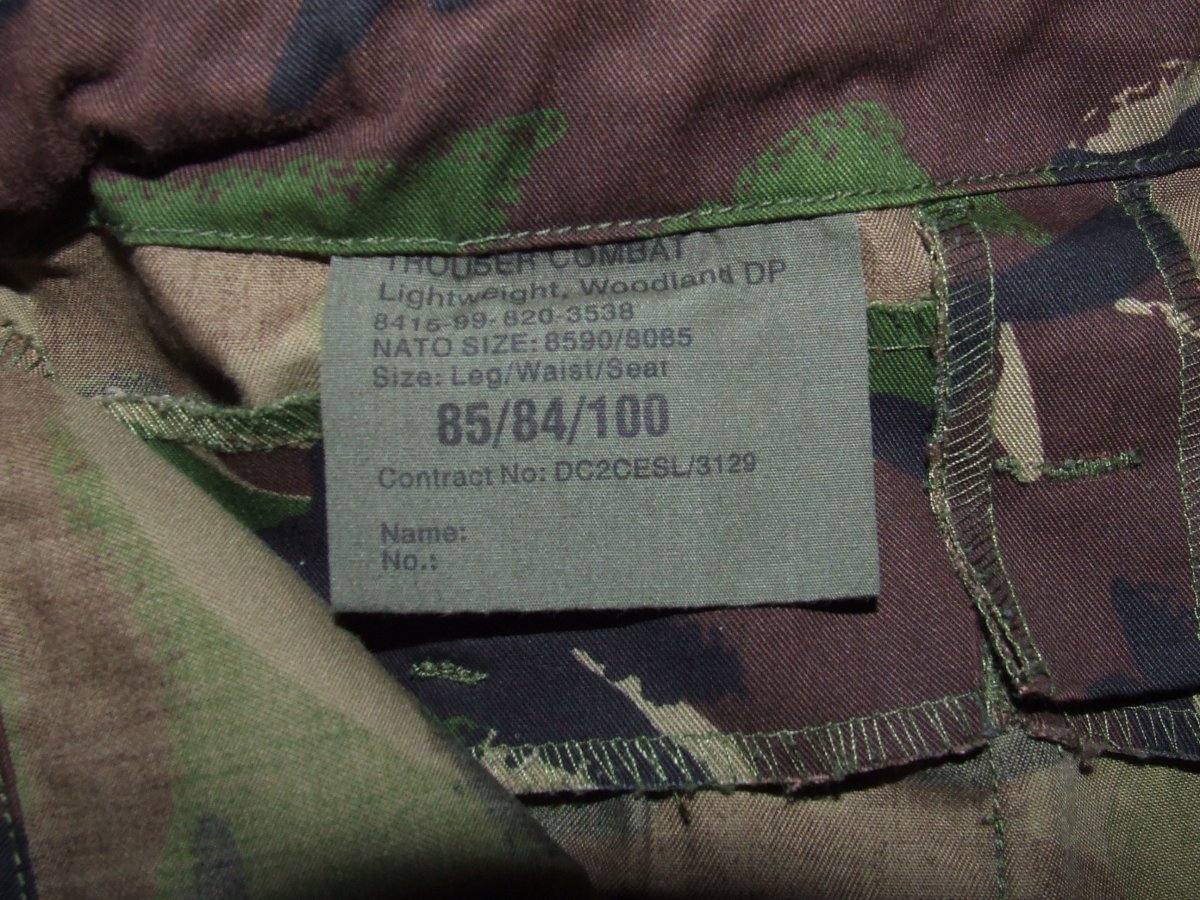 TROUSER COMBAT
Lightweight, Woodland DP
8415-99-820-3538
NATO SIZE: 8590/8085
Size: Leg/Waist/Seat
85/84/100
Contract No: DC2CESL/3129
Name:
No.: